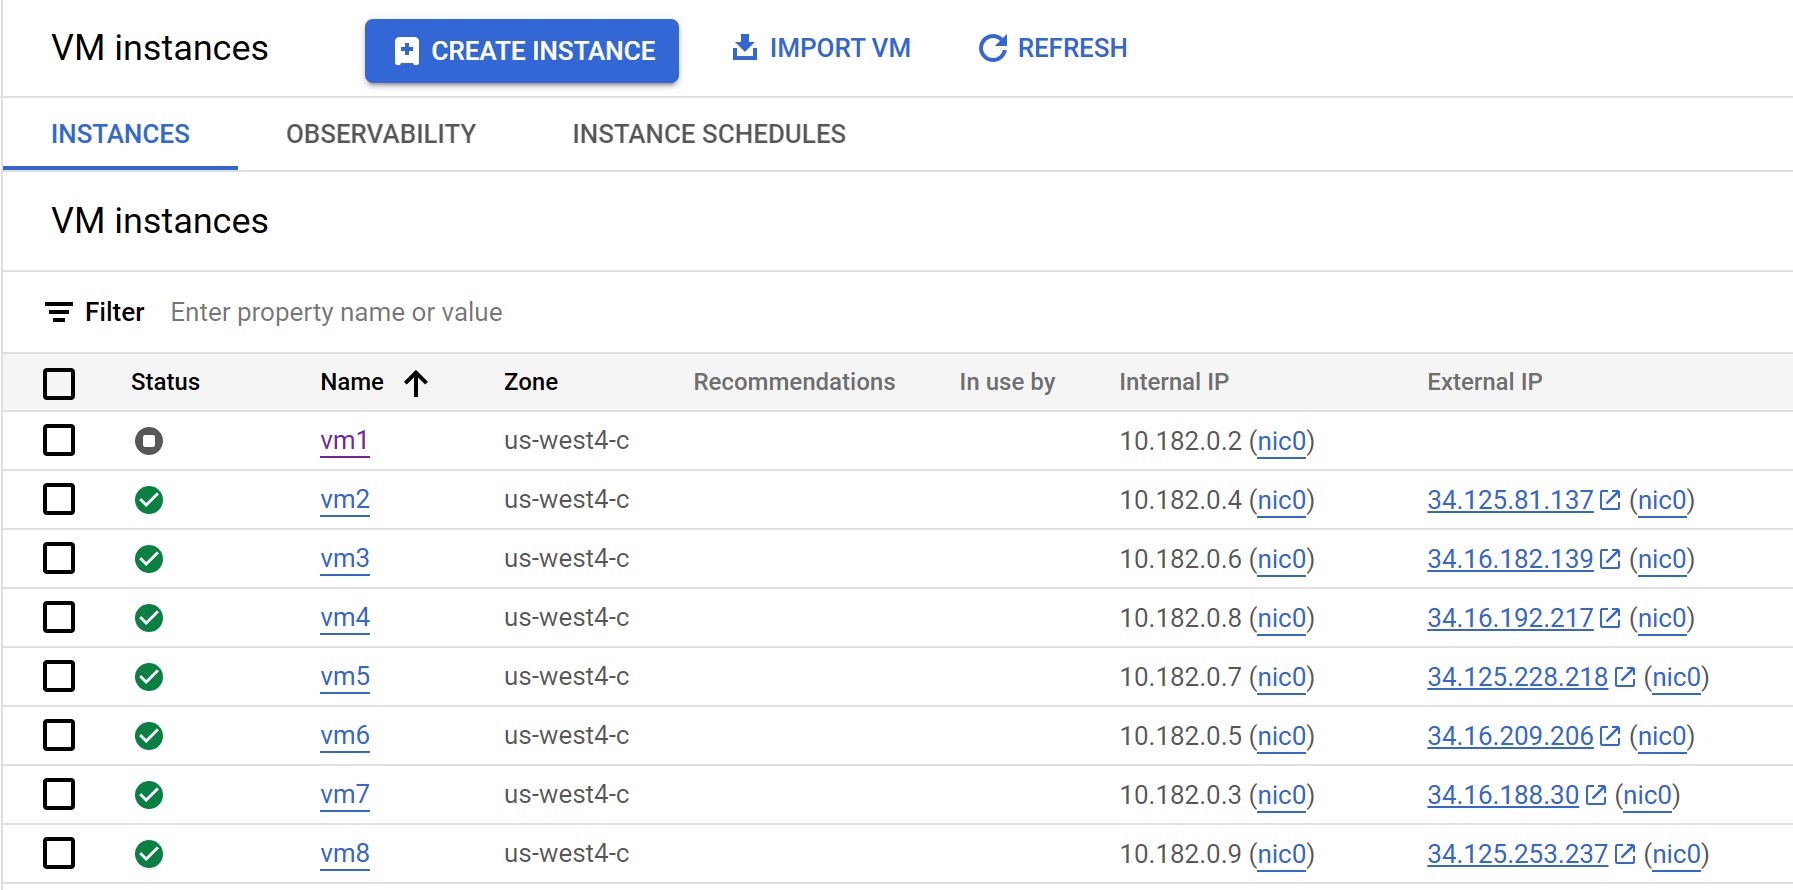 VM instances CREATE INSTANCE IMPORT VM REFRESH
INSTANCES OBSERVABILITY INSTANCE SCHEDULES
VM instances
Filter Enter property name or value
Status Name Zone Recommendations In use by Internal IP External IP
vm1 us-west4-c 10.182.0.2 (nic0)
vm2 us-west4-c 10.182.0.4 (nic0) 34.125.81.137 (nic0)
vm3 us-west4-c 10.182.0.6 (nic0) 34.16.182.139 (nic0)
vm4 us-west4-c 10.182.0.8 (nic0) 34.16.192.217 (nic0)
vm5 us-west4-c 10.182.0.7 (nic0) 34.125.228.218 (nic0)
vm6 us-west4-c 10.182.0.5 (nic0) 34.16.209.206 (nic0)
vm7 us-west4-c 10.182.0.3 (nic0) 34.16.188.30 (nic0)
vm8 us-west4-c 10.182.0.9 (nic0) 34.125.253.237 (nic0)